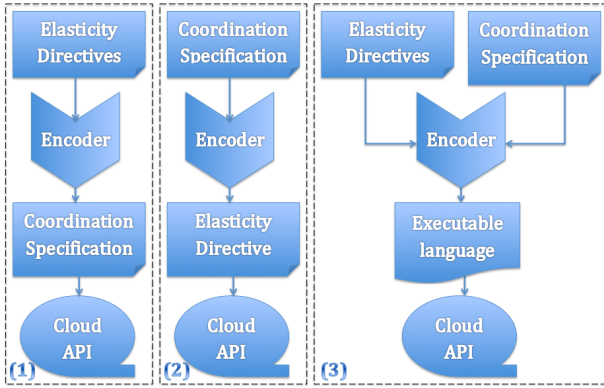 Elasticity
Directives
Encoder
Coordination
Specification
Cloud
API
(1)
Coordination
Specification
Encoder
Elasticity
Directive
Cloud
API
(2)
Elasticity
Directives
Coordination
Specification
Encoder
Executable
language
Cloud
API
(3)